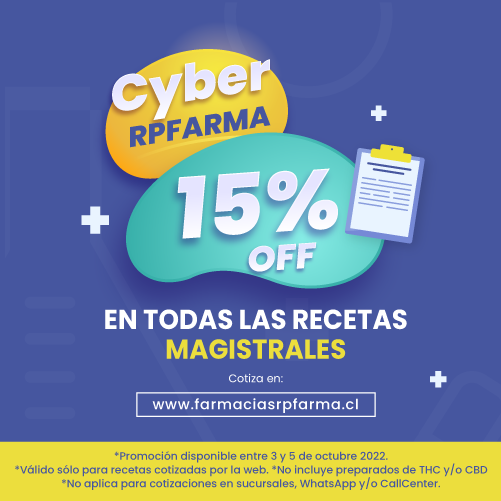 Cyber
RPFARMA
15%
OFF
EN TODAS LAS RECETAS
MAGISTRALES
Cotiza en:
www.farmaciasrpfarma.cl
*Promoción disponible entre 3 y 5 de octubre 2022.
*Válido sólo para recetas cotizadas por la web. *No incluye preparados de THC y/o CBD
*No aplica para cotizaciones en sucursales, WhatsApp y/o CallCenter.